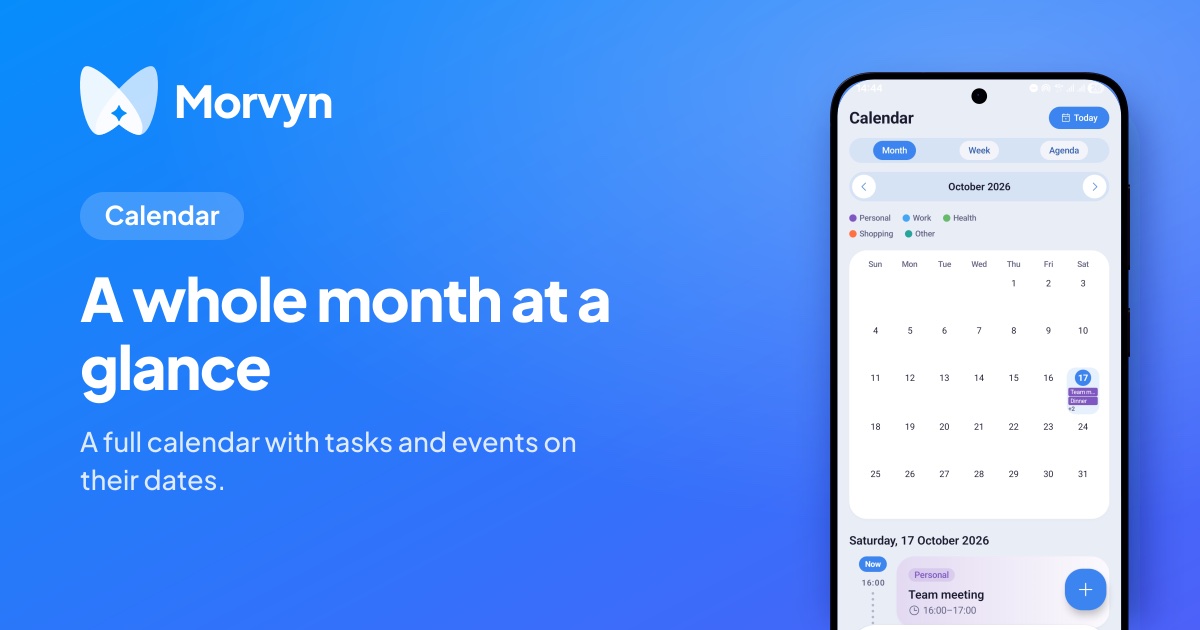 Morvyn
Calendar
A whole month at a
glance
A full calendar with tasks and events on
their dates.
14:44
Calendar
Today
Month Week Agenda
October 2026
Personal Work Health
Shopping Other
Sun Mon Tue Wed Thu Fri Sat
1 2 3
4 5 6 7 8 9 10
11 12 13 14 15 16 17
Team m...
Dinner
+2
18 19 20 21 22 23 24
25 26 27 28 29 30 31
Saturday, 17 October 2026
Now
16:00
Personal
Team meeting
16:00–17:00